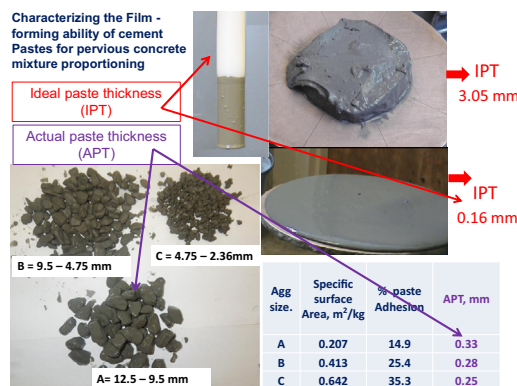 Characterizing the Film -
forming ability of cement
Pastes for pervious concrete
mixture proportioning
Ideal paste thickness
(IPT)
Actual paste thickness
(APT)
IPT
3.05 mm
IPT
0.16 mm
B = 9.5 – 4.75 mm
C = 4.75 – 2.36mm
A= 12.5 – 9.5 mm
Agg size. Specific surface Area, m²/kg % paste Adhesion APT, mm
A 0.207 14.9 0.33
B 0.413 25.4 0.28
C 0.642 35.3 0.25